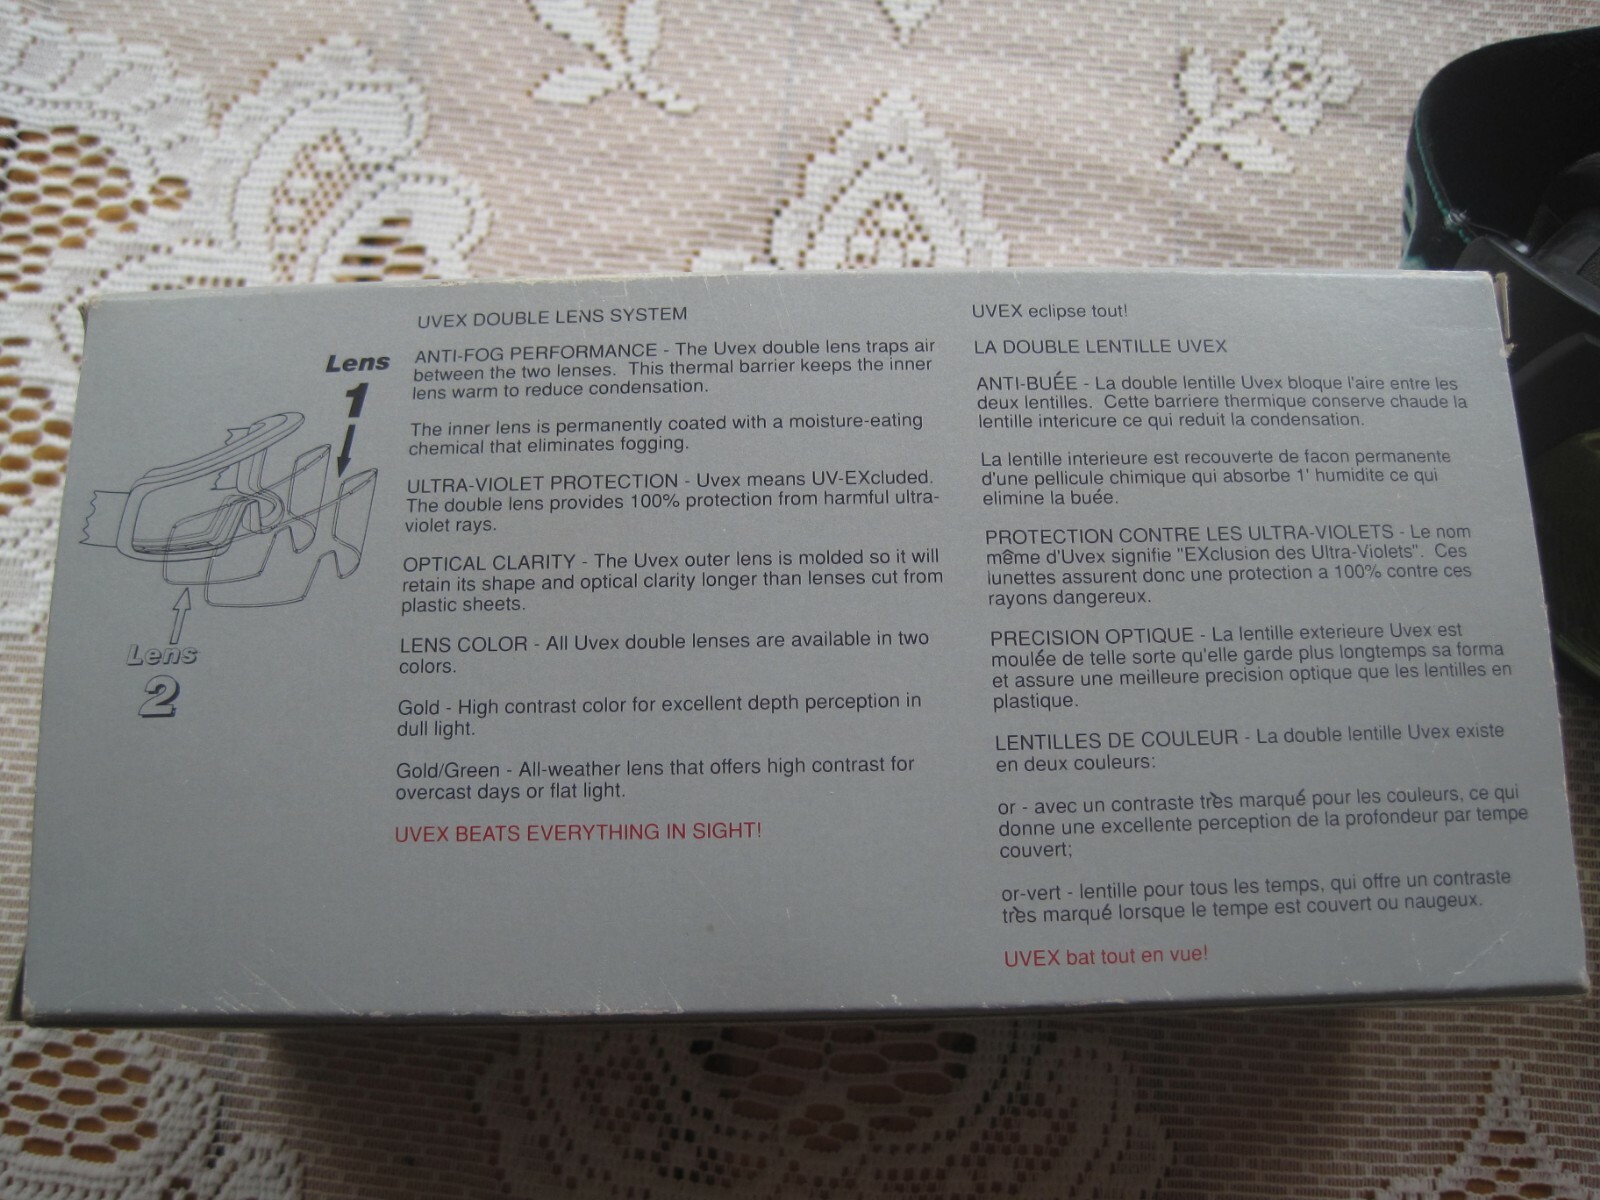 Lens
1
Lens
2
UVEX DOUBLE LENS SYSTEM
ANTI-FOG PERFORMANCE - The Uvex double lens traps air
between the two lenses. This thermal barrier keeps the inner
lens warm to reduce condensation.
The inner lens is permanently coated with a moisture-eating
chemical that eliminates fogging.
ULTRA-VIOLET PROTECTION - Uvex means UV-EXcluded.
The double lens provides 100% protection from harmful ultra-
violet rays.
OPTICAL CLARITY - The Uvex outer lens is molded so it will
retain its shape and optical clarity longer than lenses cut from
plastic sheets.
LENS COLOR - All Uvex double lenses are available in two
colors.
Gold - High contrast color for excellent depth perception in
dull light.
Gold/Green - All-weather lens that offers high contrast for
overcast days or flat light.
UVEX BEATS EVERYTHING IN SIGHT!
UVEX eclipse tout!
LA DOUBLE LENTILLE UVEX
ANTI-BUÉE - La double lentille Uvex bloque l'aire entre les
deux lentilles. Cette barriere thermique conserve chaude la
lentille intericure ce qui reduit la condensation.
La lentille interieure est recouverte de facon permanente
d'une pellicule chimique qui absorbe 1' humidite ce qui
elimine la buée.
PROTECTION CONTRE LES ULTRA-VIOLETS - Le nom
même d'Uvex signifie "EXclusion des Ultra-Violets". Ces
lunettes assurent donc une protection a 100% contre ces
rayons dangereux.
PRECISION OPTIQUE - La lentille exterieure Uvex est
moulée de telle sorte qu'elle garde plus longtemps sa forma
et assure une meilleure precision optique que les lentilles en
plastique.
LENTILLES DE COULEUR - La double lentille Uvex existe
en deux couleurs:
or - avec un contraste très marqué pour les couleurs, ce qui
donne une excellente perception de la profondeur par tempe
couvert;
or-vert - lentille pour tous les temps, qui offre un contraste
très marqué lorsque le tempe est couvert ou naugeux.
UVEX bat tout en vue!